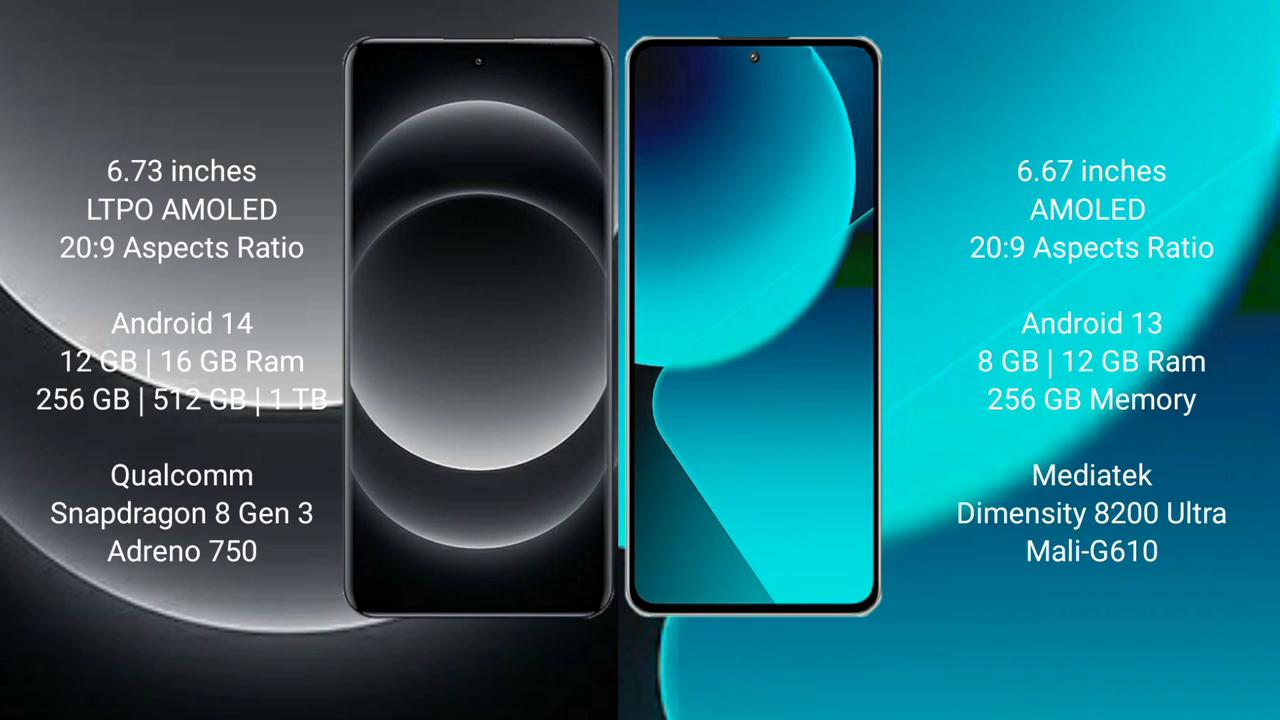 6.73 inches
LTPO AMOLED
20:9 Aspects Ratio
Android 14
12 GB | 16 GB Ram
256 GB | 512 GB | 1 TB
Qualcomm
Snapdragon 8 Gen 3
Adreno 750
6.67 inches
AMOLED
20:9 Aspects Ratio
Android 13
8 GB | 12 GB Ram
256 GB Memory
Mediatek
Dimensity 8200 Ultra
Mali-G610